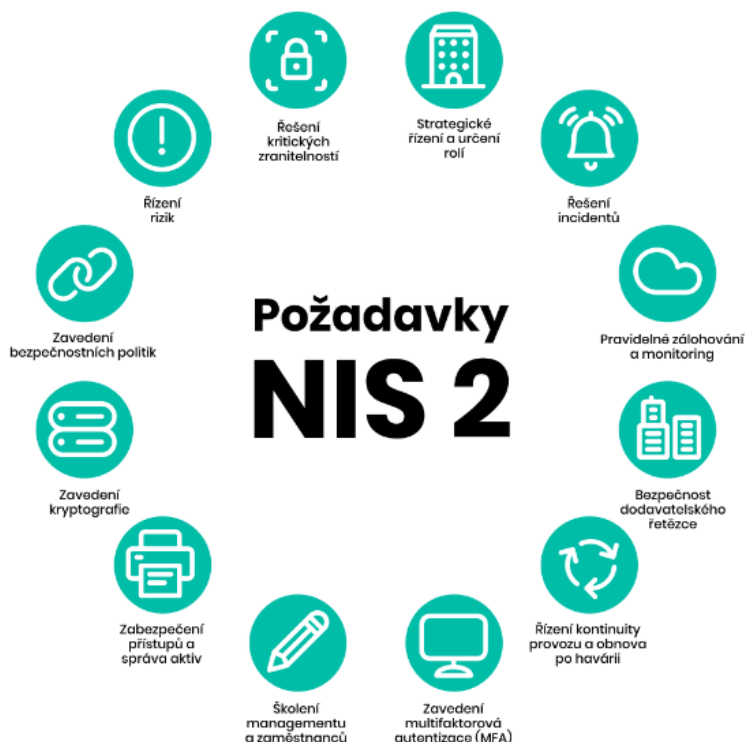 Řešení
kritických
zranitelností
Strategické
řízení a určení
rolí
Řízení
rizik
Řešení
incidentů
Zavedení
bezpečnostních politik
Požadavky
NIS 2
Pravidelné zálohování
a monitoring
Zavedení
kryptografie
Bezpečnost
dodavatelského
řetězce
Zabezpečení
přístupů a
správa aktiv
Řízení kontinuity
provozu a obnova
po havárii
Školení
managementu
a zaměstnanců
Zavedení
multifaktorová
autentizace (MFA)